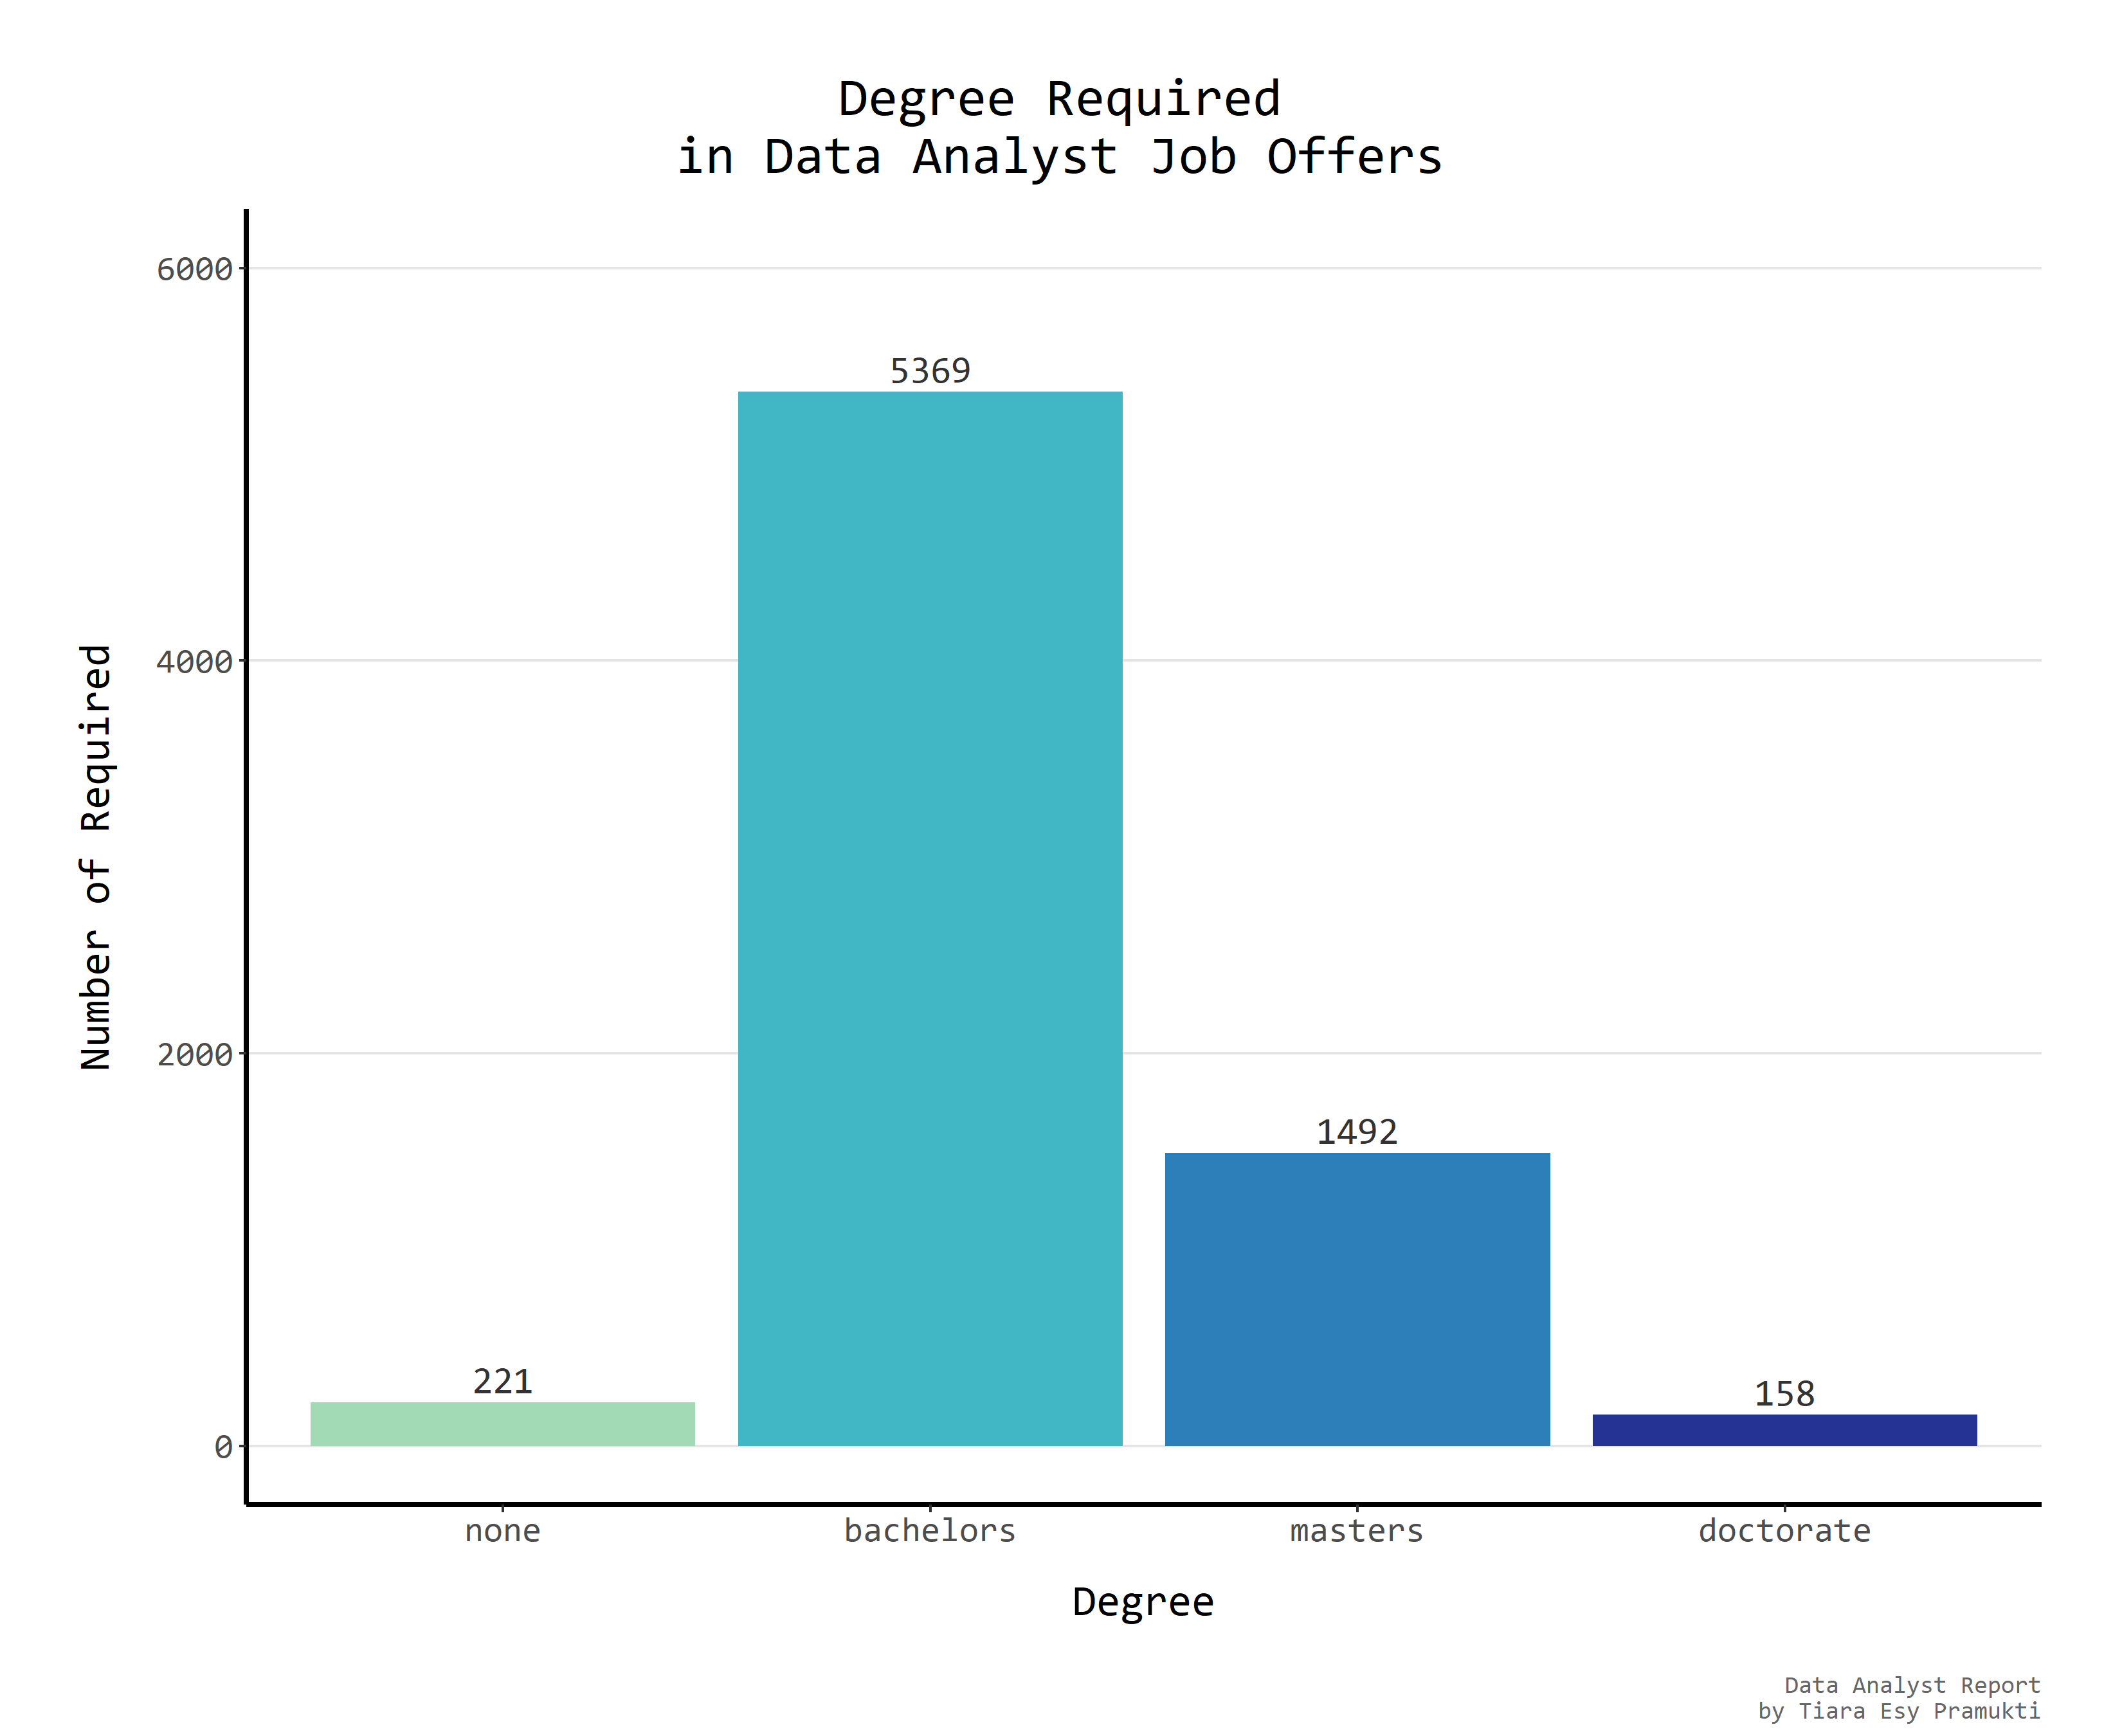 Degree Required
in Data Analyst Job Offers
Number of Required
6000
4000
2000
0
221
5369
1492
158
none
bachelors
masters
doctorate
Degree
Data Analyst Report
by Tiara Esy Pramukti